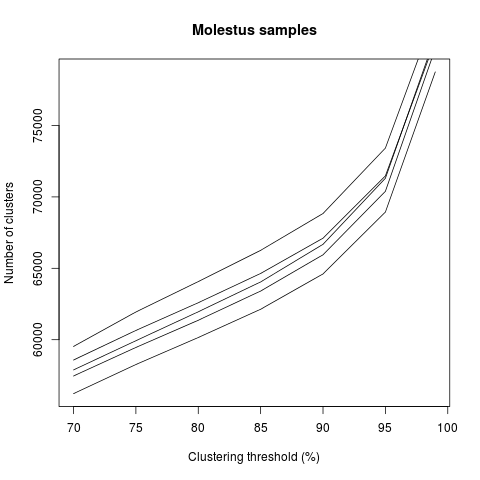 Molestus samples
Number of clusters
75000
70000
65000
60000
70 75 80 85 90 95 100
Clustering threshold (%)